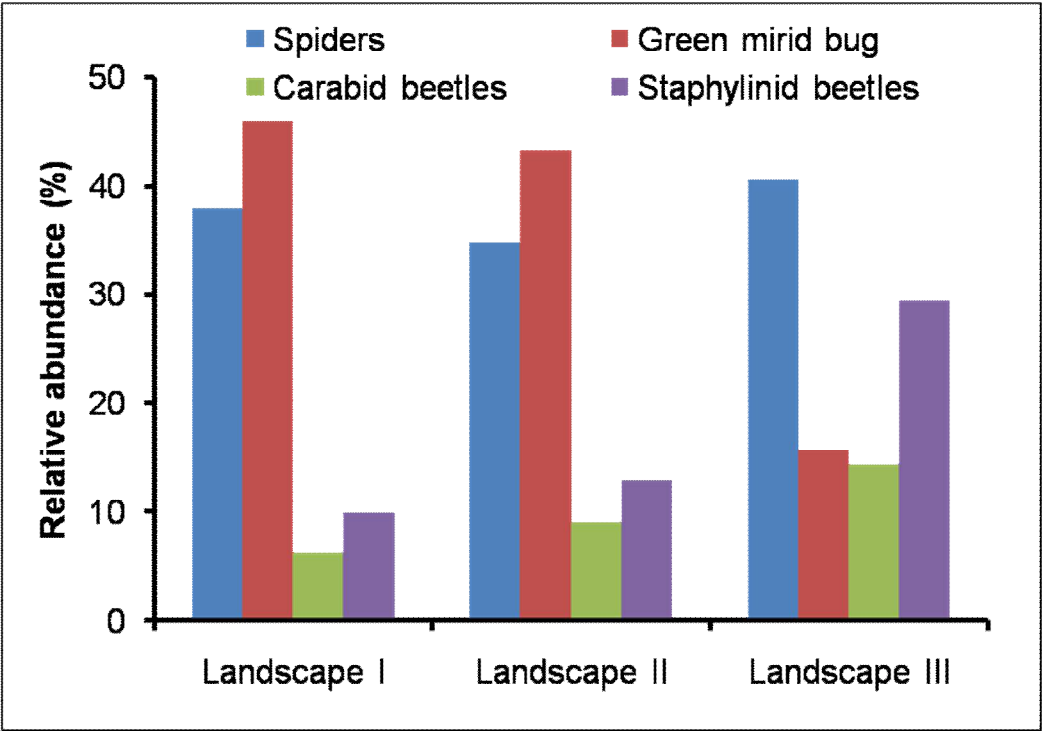 Spiders Green mirid bug
Carabid beetles Staphylinid beetles
Relative abundance (%)
50
40
30
20
10
0
Landscape I Landscape II Landscape III